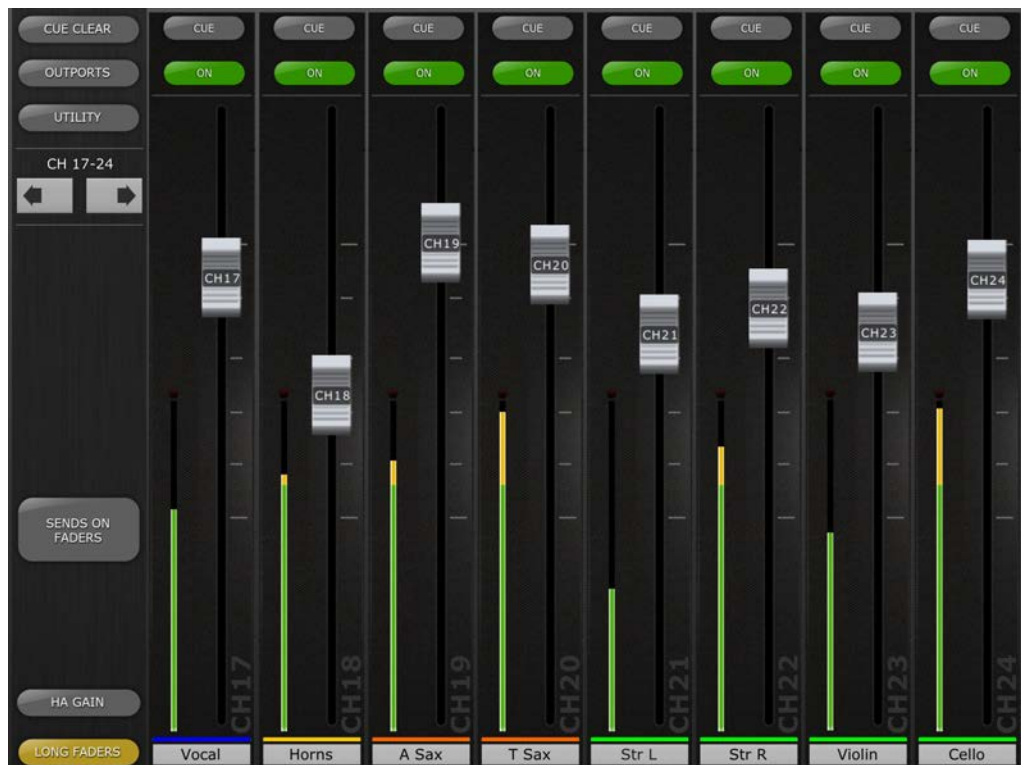 CUE CLEAR
CUE CUE CUE CUE CUE CUE CUE CUE
OUTPORTS
ON ON ON ON ON ON ON ON
UTILITY
CH 17-24
CH17 CH18 CH19 CH20 CH21 CH22 CH23 CH24
SENDS ON
FADERS
CH17 CH18 CH19 CH20 CH21 CH22 CH23 CH24
HA GAIN
LONG FADERS
Vocal Horns A Sax T Sax Str L Str R Violin Cello